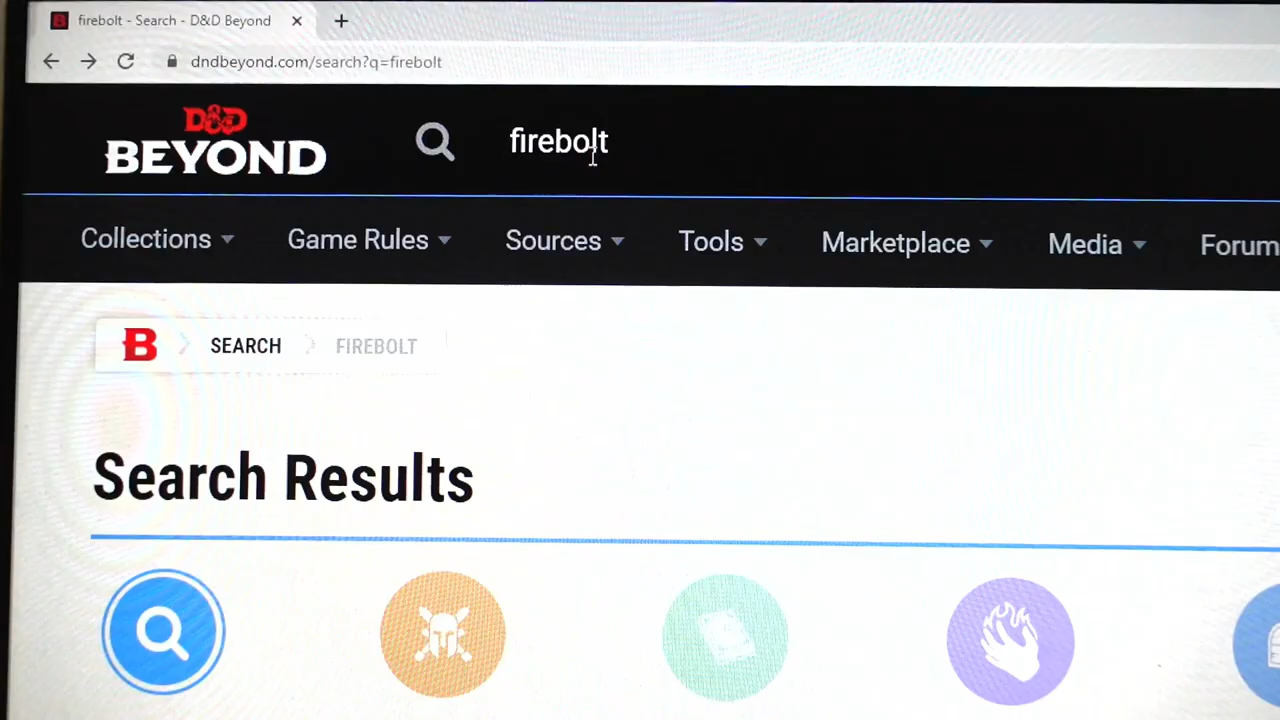 firebolt - Search - D&D Beyond
dndbeyond.com/search?q=firebolt
D&D
BEYOND
firebolt
Collections Game Rules Sources Tools Marketplace Media Forum
B SEARCH FIREBOLT
Search Results